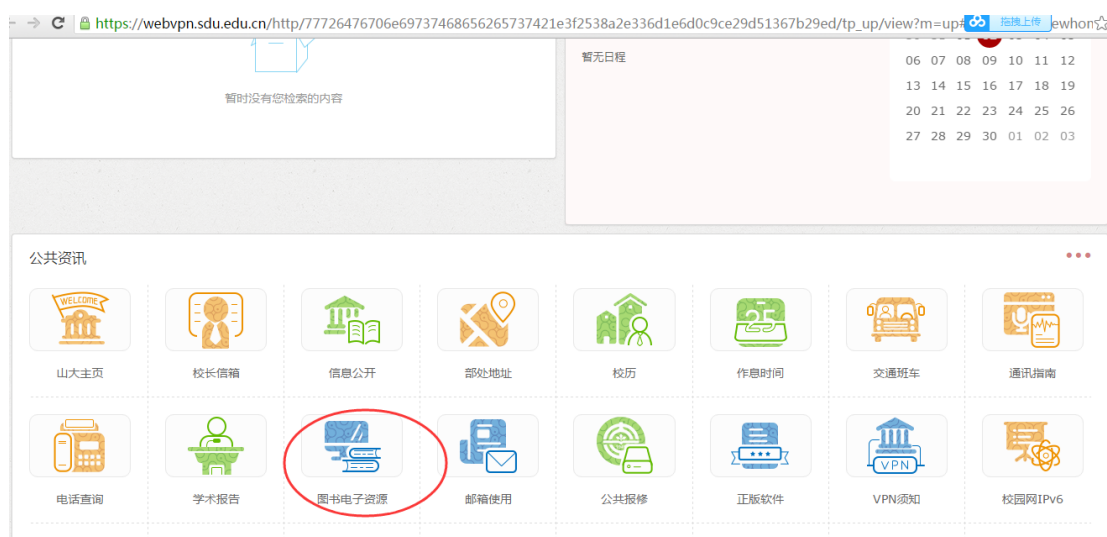 https://webvpn.sdu.edu.cn/http/77726476706e69737468656265737421e3f2538a2e336d1e6d0c9ce29d51367b29ed/tp_up/view?m=up#
拖拽上传
ewhon
暂时没有您检索的内容
暂无日程
06 07 08 09 10 11 12
13 14 15 16 17 18 19
20 21 22 23 24 25 26
27 28 29 30 01 02 03
公共资讯
WELCOME
25
山大主页 校长信箱 信息公开 部处地址 校历 作息时间 交通班车 通讯指南
VPN
电话查询 学术报告 图书电子资源 邮箱使用 公共报修 正版软件 VPN须知 校园网IPv6